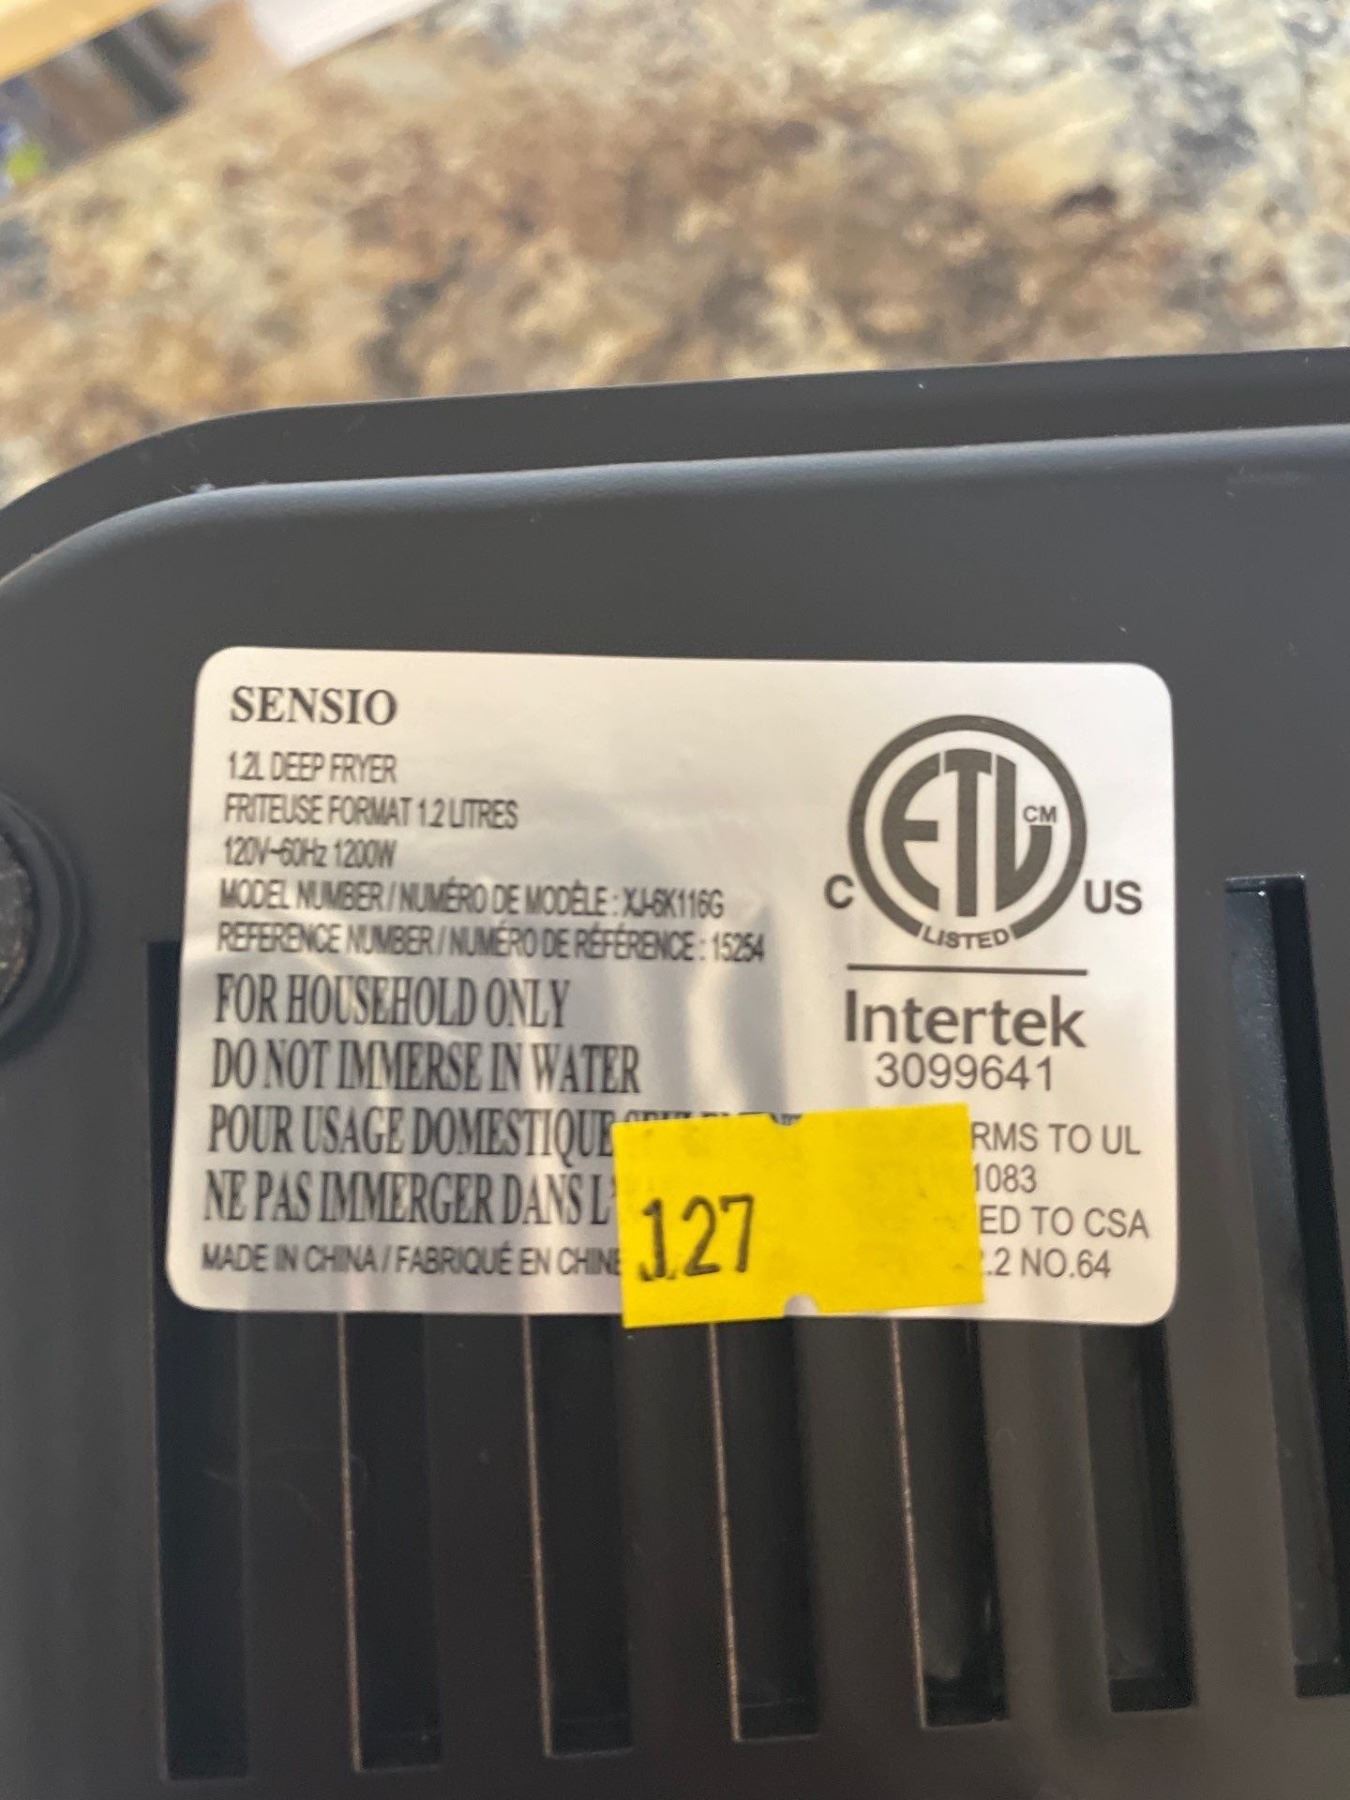 SENSIO
1.2L DEEP FRYER
FRITEUSE FORMAT 1.2 LITRES
120V~60Hz 1200W
MODEL NUMBER / NUMÉRO DE MODÈLE : XJ-6K116G
REFERENCE NUMBER / NUMÉRO DE RÉFÉRENCE : 15254
FOR HOUSEHOLD ONLY
DO NOT IMMERSE IN WATER
POUR USAGE DOMESTIQUE
NE PAS IMMERGER DANS L'
MADE IN CHINA / FABRIQUÉ EN CHINE
127
ETL CM
C US
LISTED
Intertek
3099641
RMS TO UL
1083
ED TO CSA
.2 NO.64